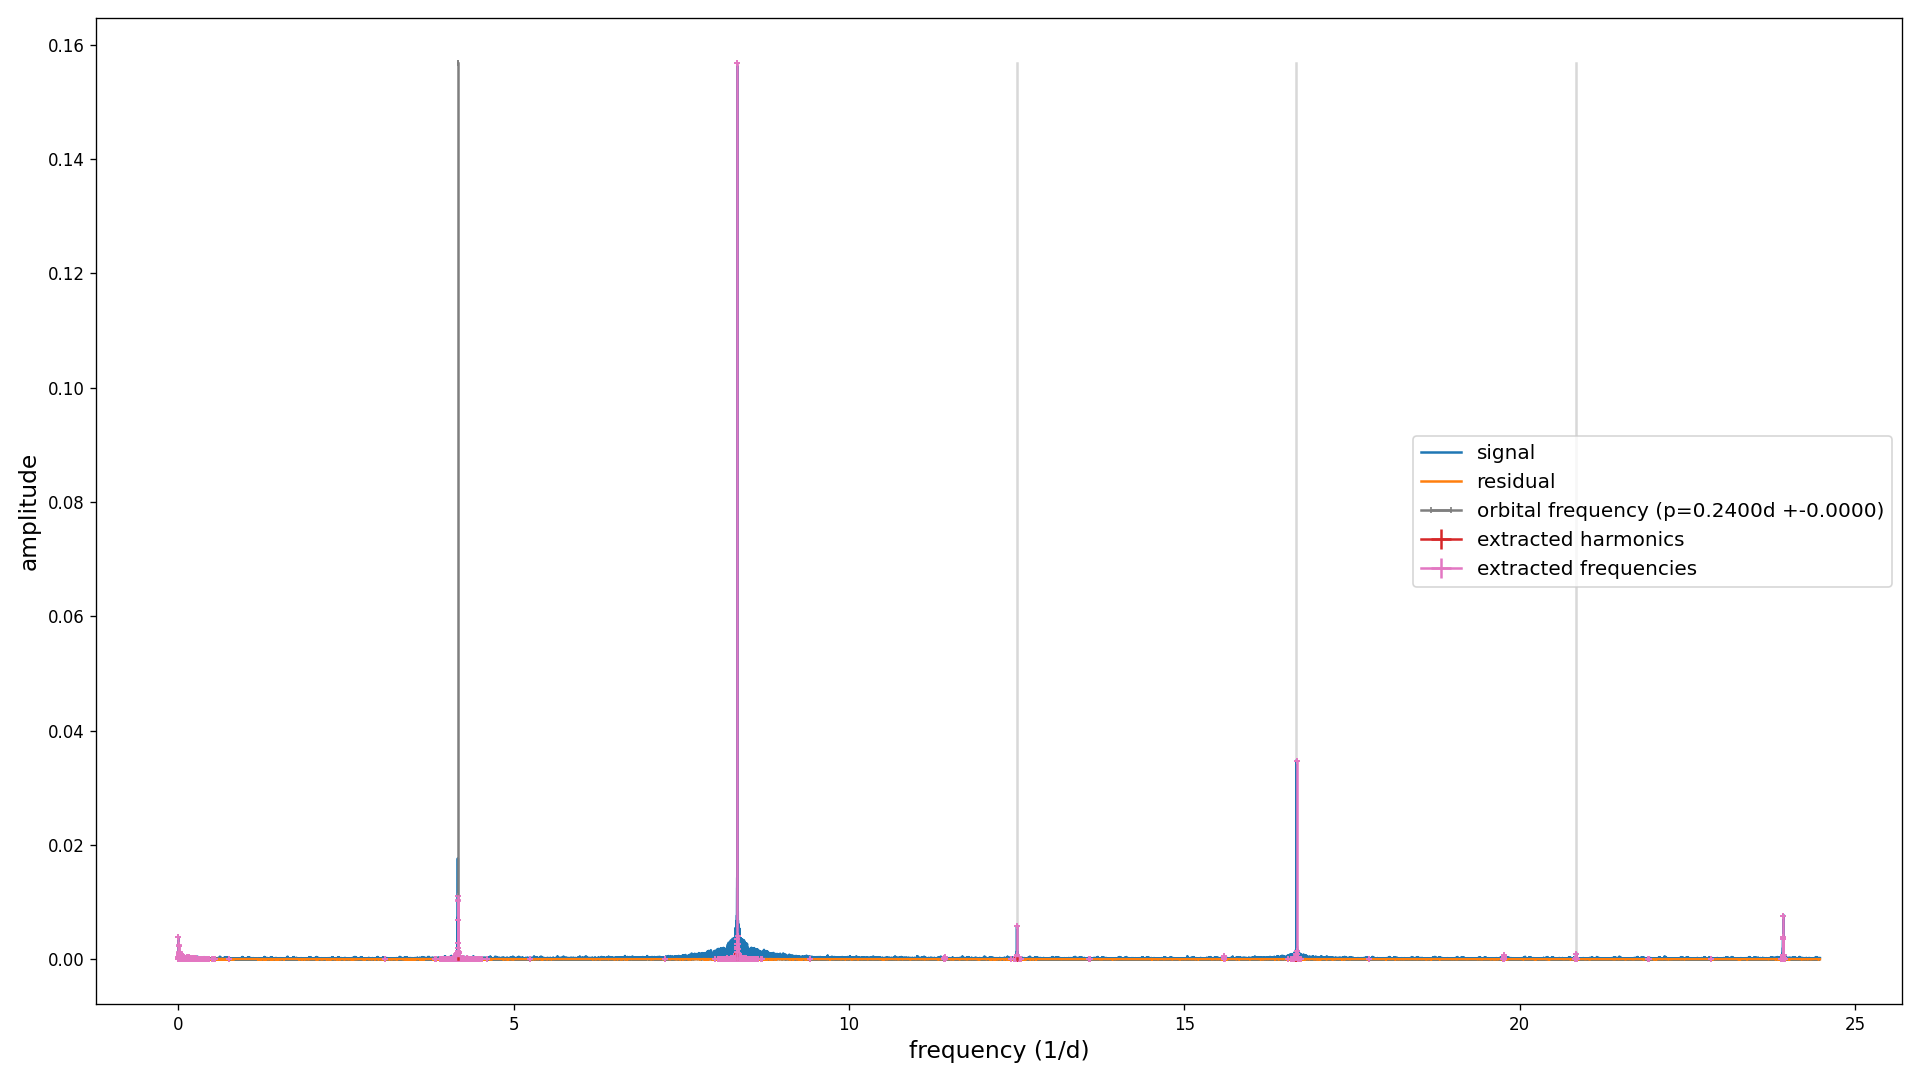 0.16
0.14
0.12
0.10
0.08
0.06
0.04
0.02
0.00
amplitude
signal
residual
orbital frequency (p=0.2400d +-0.0000)
extracted harmonics
extracted frequencies
0 5 10 15 20 25
frequency (1/d)